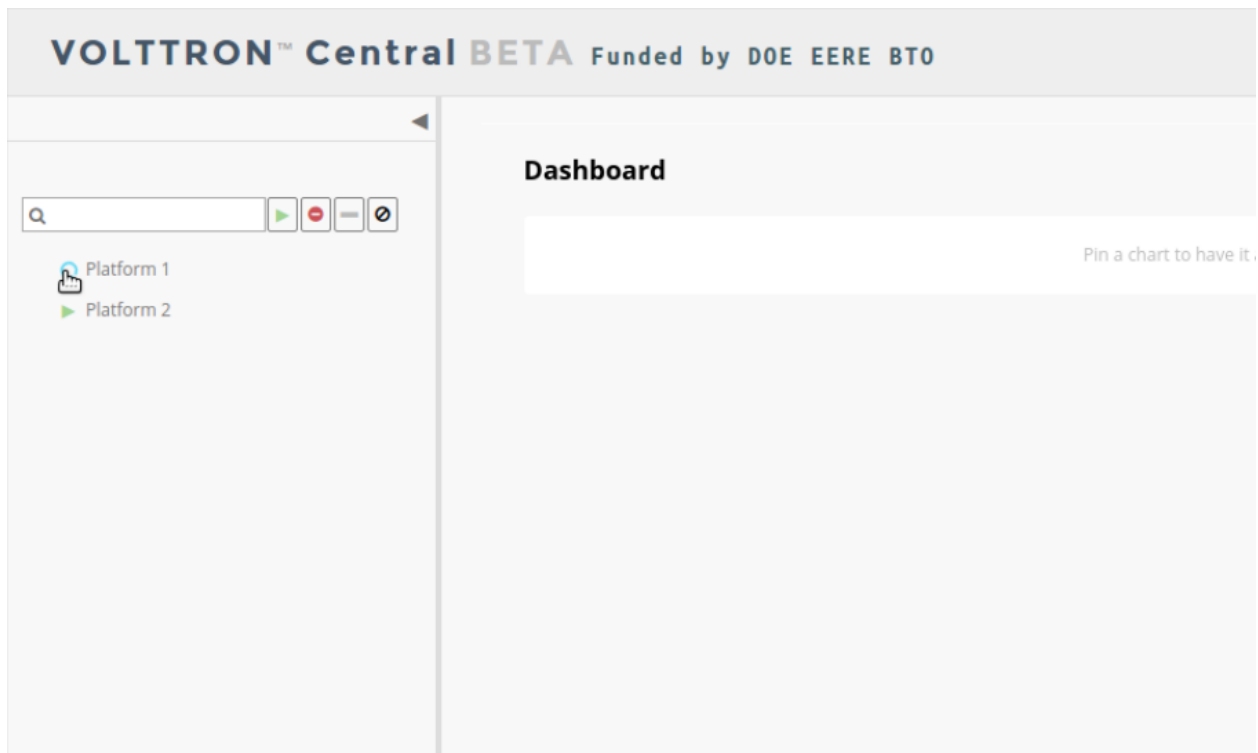 VOLTTRON™ Central BETA Funded by DOE EERE BTO
Dashboard
Pin a chart to have it
Platform 1
Platform 2